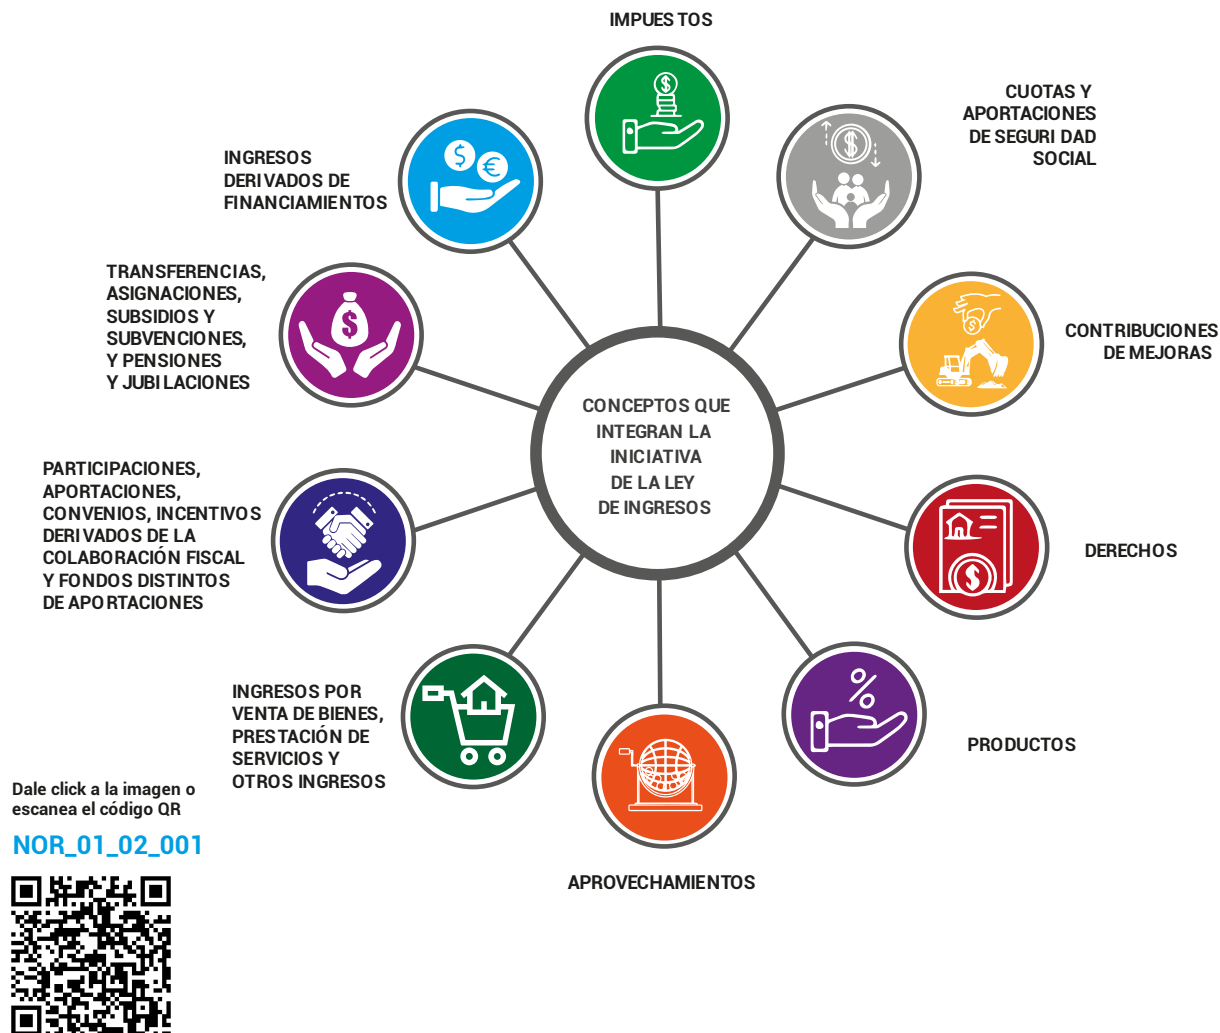 IMPUESTOS
CUOTAS Y
APORTACIONES
DE SEGURIDAD
SOCIAL
CONTRIBUCIONES
DE MEJORAS
DERECHOS
PRODUCTOS
APROVECHAMIENTOS
INGRESOS POR
VENTA DE BIENES,
PRESTACIÓN DE
SERVICIOS Y
OTROS INGRESOS
PARTICIPACIONES,
APORTACIONES,
CONVENIOS, INCENTIVOS
DERIVADOS DE LA
COLABORACIÓN FISCAL
Y FONDOS DISTINTOS
DE APORTACIONES
TRANSFERENCIAS,
ASIGNACIONES,
SUBSIDIOS Y
SUBVENCIONES,
Y PENSIONES
Y JUBILACIONES
INGRESOS
DERIVADOS DE
FINANCIAMIENTOS
CONCEPTOS QUE
INTEGRAN LA
INICIATIVA
DE LA LEY
DE INGRESOS
Dale click a la imagen o
escanea el código QR
NOR_01_02_001